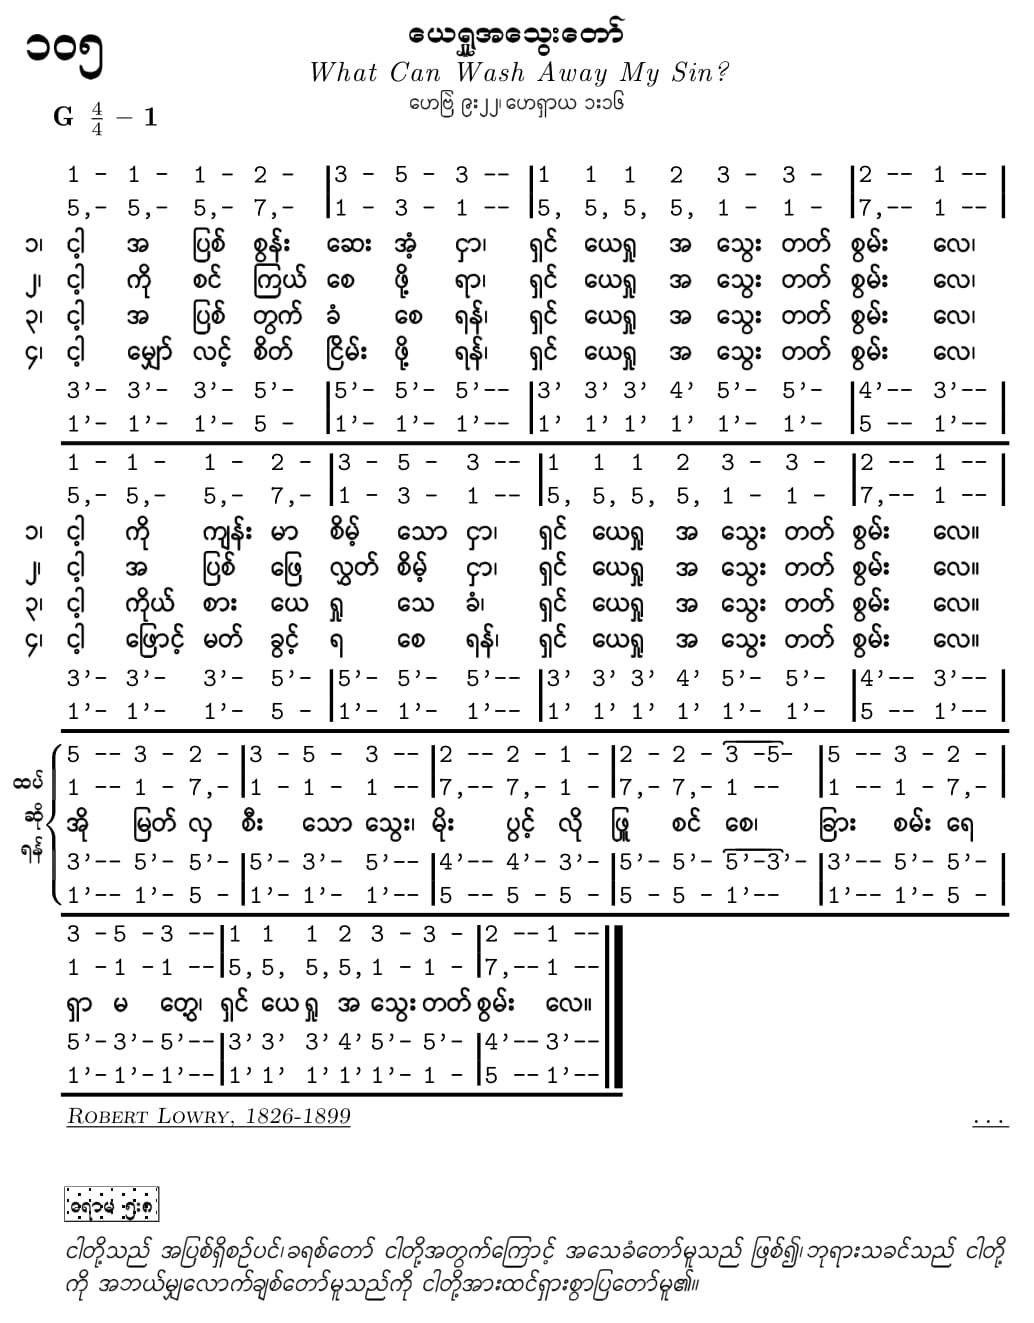 ၁၀၅
ယေရှုအသွေးတော်
What Can Wash Away My Sin?
ဟေဗြဲ ၉း၂၂၊ ဟေရှာယ ၁း၁၆
G 4/4 – 1
1 - 1 - 1 - 2 - |3 - 5 - 3 -- |1 1 1 2 3 - 3 - |2 -- 1 -- |
5,- 5,- 5,- 7,- |1 - 3 - 1 -- |5, 5, 5, 5, 1 - 1 - |7,-- 1 -- |
၁၊ ငါ့ အ ပြစ် စွန်း ဆေး အံ့ ငှာ၊ ရှင် ယေရှု အ သွေး တတ် စွမ်း လေ၊
၂၊ ငါ့ ကို စင် ကြယ် စေ ဖို့ ရာ၊ ရှင် ယေရှု အ သွေး တတ် စွမ်း လေ၊
၃၊ ငါ့ အ ပြစ် တွက် ခံ စေ ရန်၊ ရှင် ယေရှု အ သွေး တတ် စွမ်း လေ၊
၄၊ ငါ့ မျှော် လင့် စိတ် ငြိမ်း ဖို့ ရန်၊ ရှင် ယေရှု အ သွေး တတ် စွမ်း လေ၊
3’- 3’- 3’- 5’- |5’- 5’- 5’-- |3’ 3’ 3’ 4’ 5’- 5’- |4’-- 3’-- |
1’- 1’- 1’- 5 - |1’- 1’- 1’-- |1’ 1’ 1’ 1’ 1’- 1’- |5 -- 1’-- |
1 - 1 - 1 - 2 - |3 - 5 - 3 -- |1 1 1 2 3 - 3 - |2 -- 1 -- |
5,- 5,- 5,- 7,- |1 - 3 - 1 -- |5, 5, 5, 5, 1 - 1 - |7,-- 1 -- |
၁၊ ငါ့ ကို ကျန်း မာ စိမ့် သော ငှာ၊ ရှင် ယေရှု အ သွေး တတ် စွမ်း လေ။
၂၊ ငါ့ အ ပြစ် ဖြေ လွှတ် စိမ့် ငှာ၊ ရှင် ယေရှု အ သွေး တတ် စွမ်း လေ။
၃၊ ငါ့ ကိုယ် စား ယေ ရှု သေ ခံ၊ ရှင် ယေရှု အ သွေး တတ် စွမ်း လေ။
၄၊ ငါ့ ဖြောင့် မတ် ခွင့် ရ စေ ရန်၊ ရှင် ယေရှု အ သွေး တတ် စွမ်း လေ။
3’- 3’- 3’- 5’- |5’- 5’- 5’-- |3’ 3’ 3’ 4’ 5’- 5’- |4’-- 3’-- |
1’- 1’- 1’- 5 - |1’- 1’- 1’-- |1’ 1’ 1’ 1’ 1’- 1’- |5 -- 1’-- |
ထပ်ဆိုရန်
5 -- 3 - 2 - |3 - 5 - 3 -- |2 -- 2 - 1 - |2 - 2 - 3 -5- |5 -- 3 - 2 - |
1 -- 1 - 7,- |1 - 1 - 1 -- |7,-- 7,- 1 - |7,- 7,- 1 -- |1 -- 1 - 7,- |
အို မြတ် လှ စီး သော သွေး၊ မိုး ပွင့် လို ဖြူ စင် စေ၊ ခြား စမ်း ရေ
3’-- 5’- 5’- |5’- 3’- 5’-- |4’-- 4’- 3’- |5’- 5’- 5’-3’- |3’-- 5’- 5’- |
1’-- 1’- 5 - |1’- 1’- 1’-- |5 -- 5 - 5 - |5 - 5 - 1’-- |1’-- 1’- 5 - |
3 -5 -3 -- |1 1 1 2 3 - 3 - |2 -- 1 --
1 -1 -1 -- |5, 5, 5, 5, 1 - 1 - |7,-- 1 --
ရှာ မ တွေ့၊ ရှင် ယေ ရှု အ သွေး တတ် စွမ်း လေ။
5’- 3’- 5’-- |3’ 3’ 3’ 4’ 5’- 5’- |4’-- 3’--
1’- 1’- 1’-- |1’ 1’ 1’ 1’ 1’- 1 - |5 -- 1’--
ROBERT LOWRY, 1826-1899 ...
ရောမ ၅း၈
ငါတို့သည် အပြစ်ရှိစဉ်ပင်၊ ခရစ်တော် ငါတို့အတွက်ကြောင့် အသေခံတော်မူသည် ဖြစ်၍၊ ဘုရားသခင်သည် ငါတို့
ကို အဘယ်မျှလောက်ချစ်တော်မူသည်ကို ငါတို့အားထင်ရှားစွာပြတော်မူ၏။